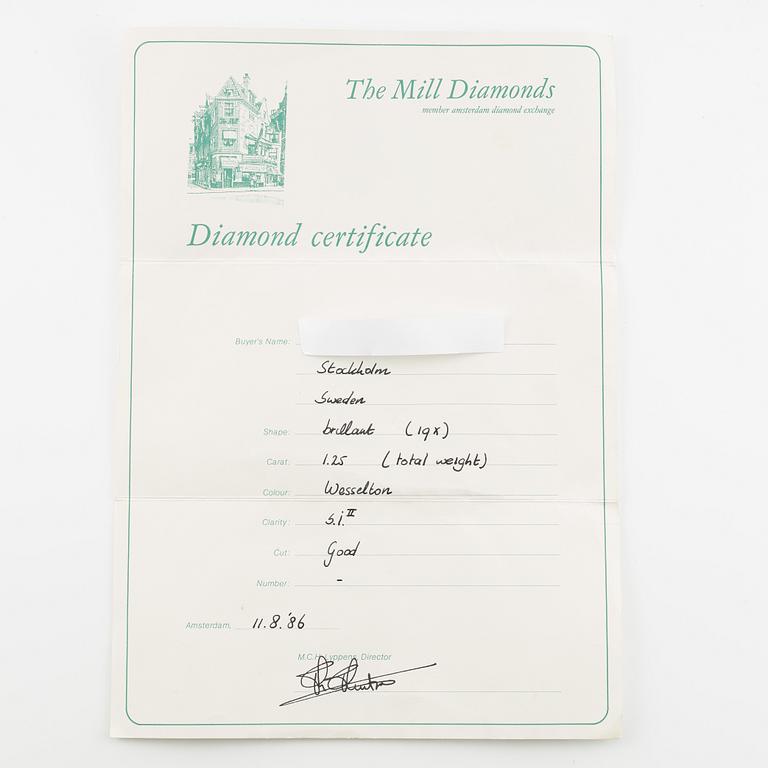 The Mill Diamonds
member amsterdam diamond exchange
Diamond certificate
Buyer's Name:
Stockholm
Sweden
Shape: brillant (19x)
Carat: 1.25 (total weight)
Colour: Wesselton
Clarity: s.i. II
Cut: Good
Number: -
Amsterdam, 11.8.'86
M.C.H. Lyppens, Director